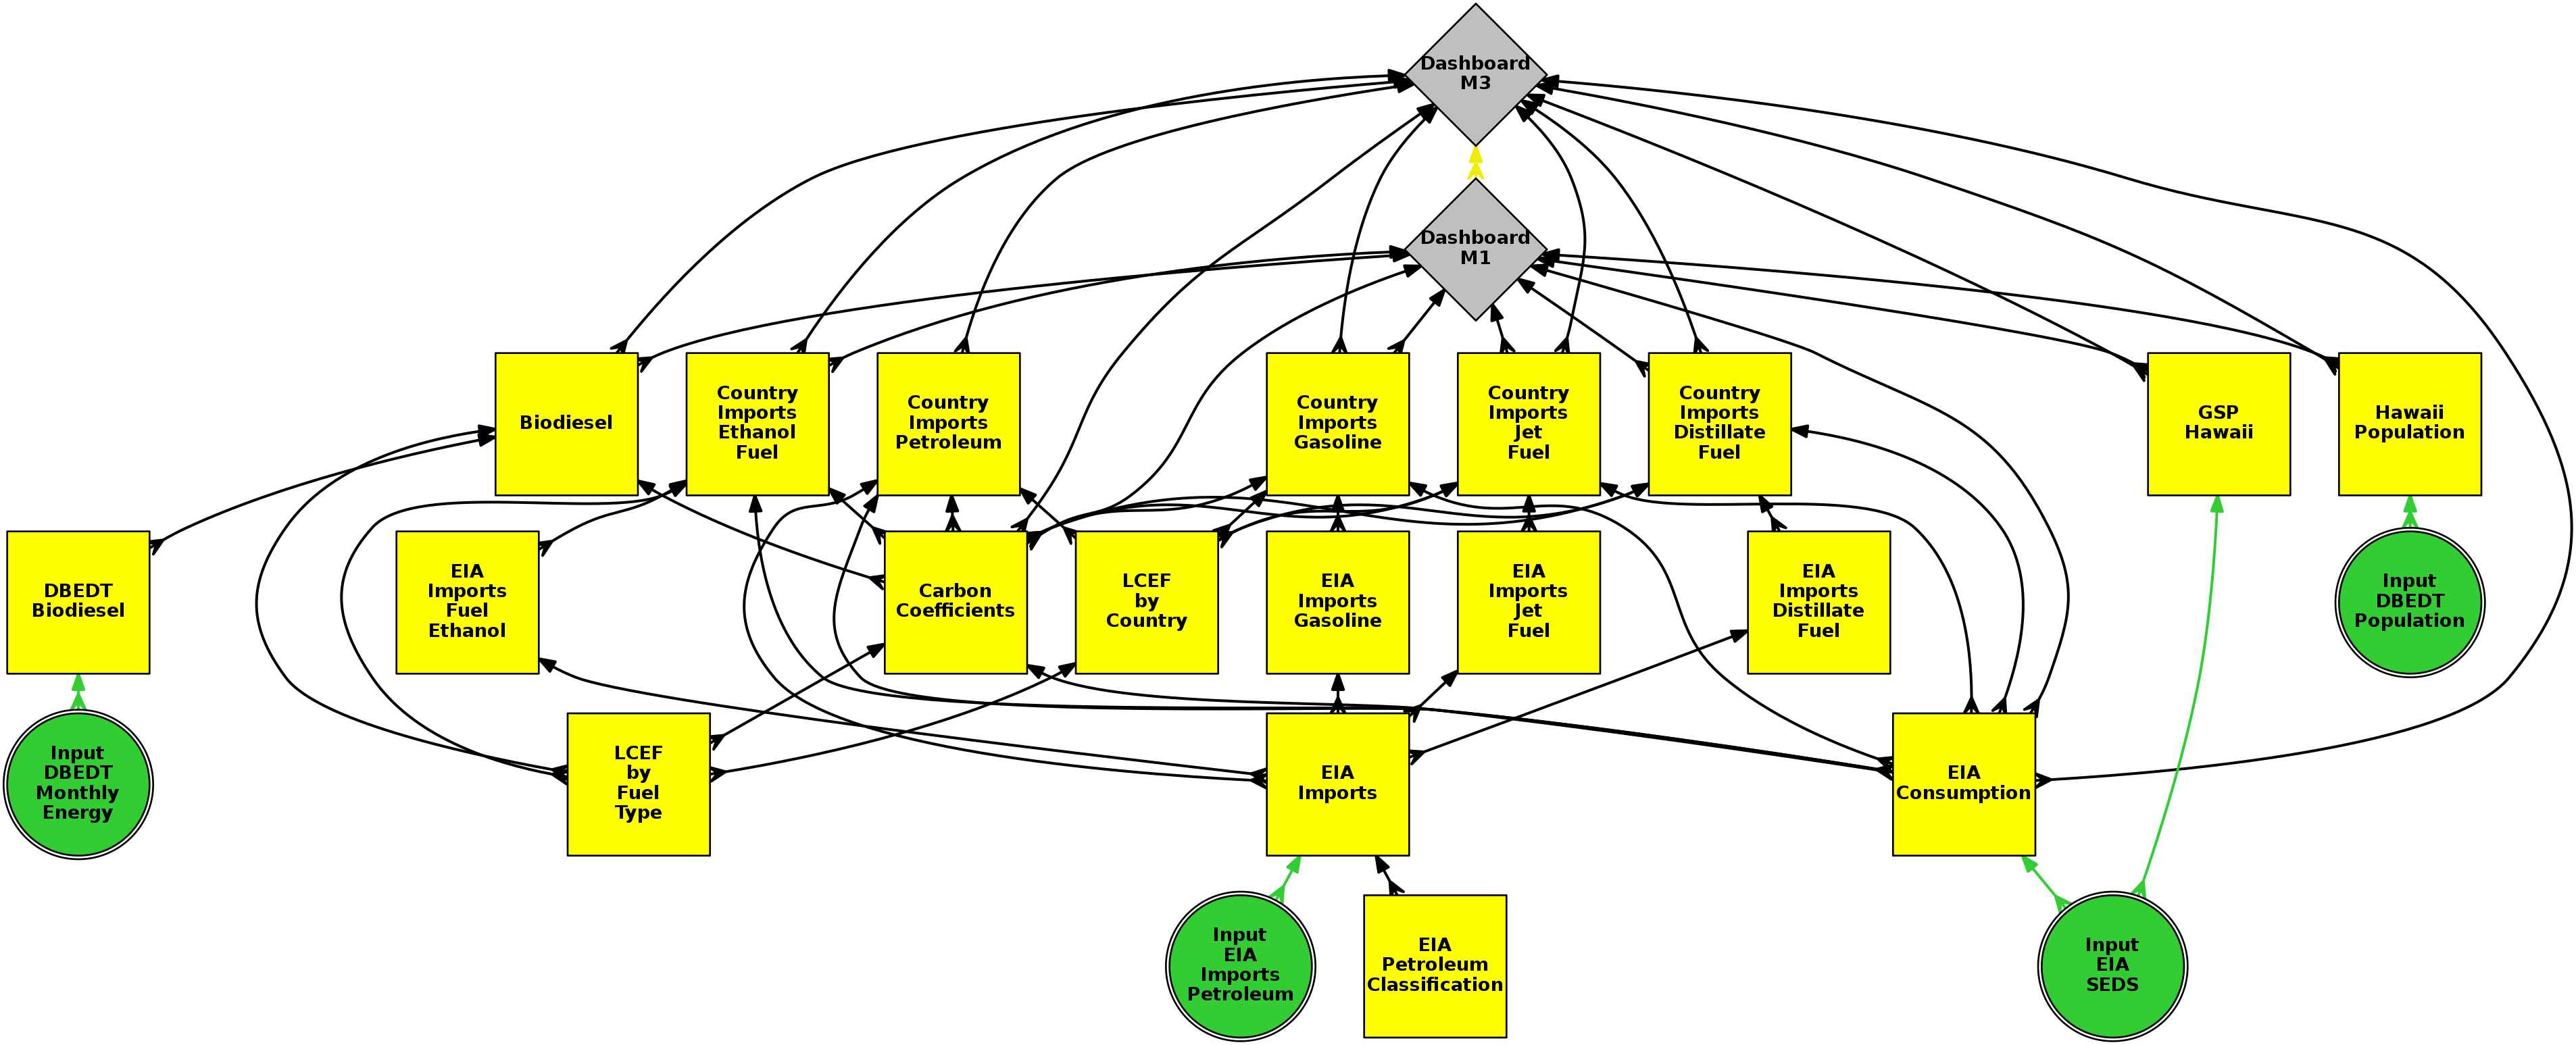 Dashboard
M3
Dashboard
M1
Biodiesel
Country
Imports
Ethanol
Fuel
Country
Imports
Petroleum
Country
Imports
Gasoline
Country
Imports
Jet
Fuel
Country
Imports
Distillate
Fuel
GSP
Hawaii
Hawaii
Population
DBEDT
Biodiesel
EIA
Imports
Fuel
Ethanol
Carbon
Coefficients
LCEF
by
Country
EIA
Imports
Gasoline
EIA
Imports
Jet
Fuel
EIA
Imports
Distillate
Fuel
Input
DBEDT
Population
Input
DBEDT
Monthly
Energy
LCEF
by
Fuel
Type
EIA
Imports
EIA
Consumption
Input
EIA
Imports
Petroleum
EIA
Petroleum
Classification
Input
EIA
SEDS